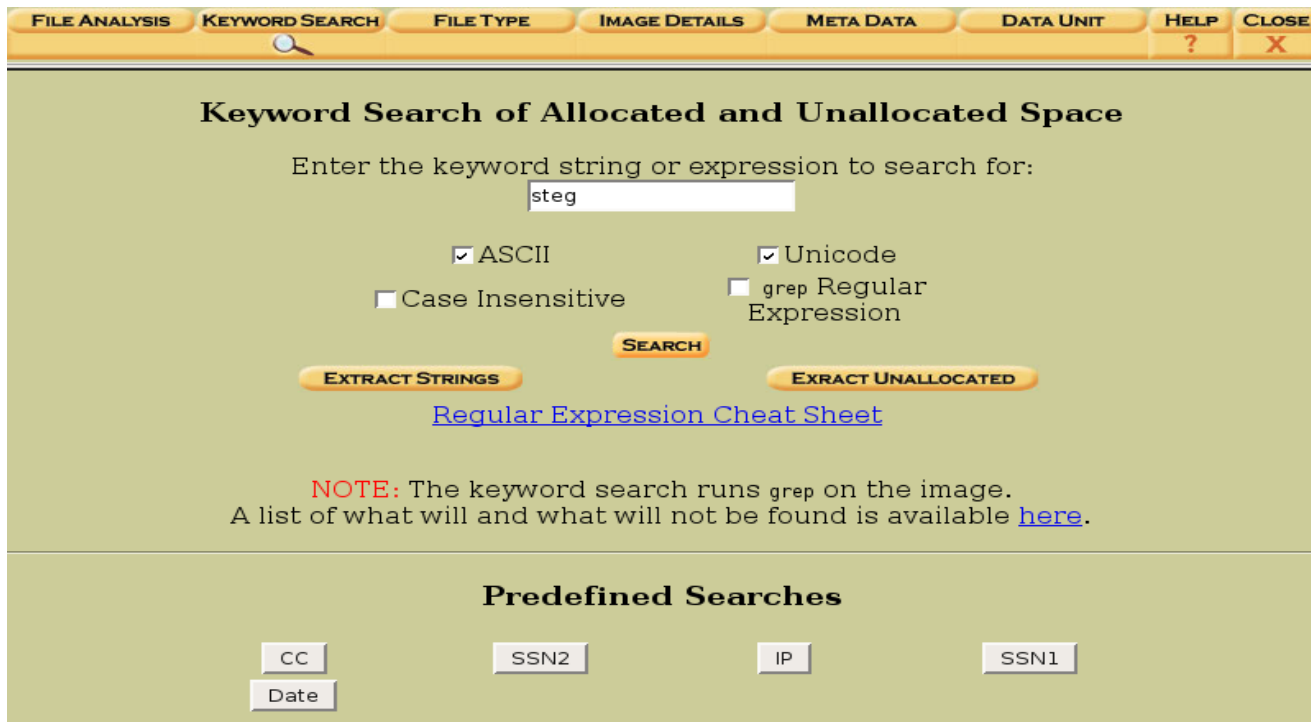 FILE ANALYSIS KEYWORD SEARCH FILE TYPE IMAGE DETAILS META DATA DATA UNIT HELP CLOSE
? X
Keyword Search of Allocated and Unallocated Space
Enter the keyword string or expression to search for:
steg
ASCII Unicode
Case Insensitive grep Regular
Expression
SEARCH
EXTRACT STRINGS EXRACT UNALLOCATED
Regular Expression Cheat Sheet
NOTE: The keyword search runs grep on the image.
A list of what will and what will not be found is available here.
Predefined Searches
CC SSN2 IP SSN1
Date